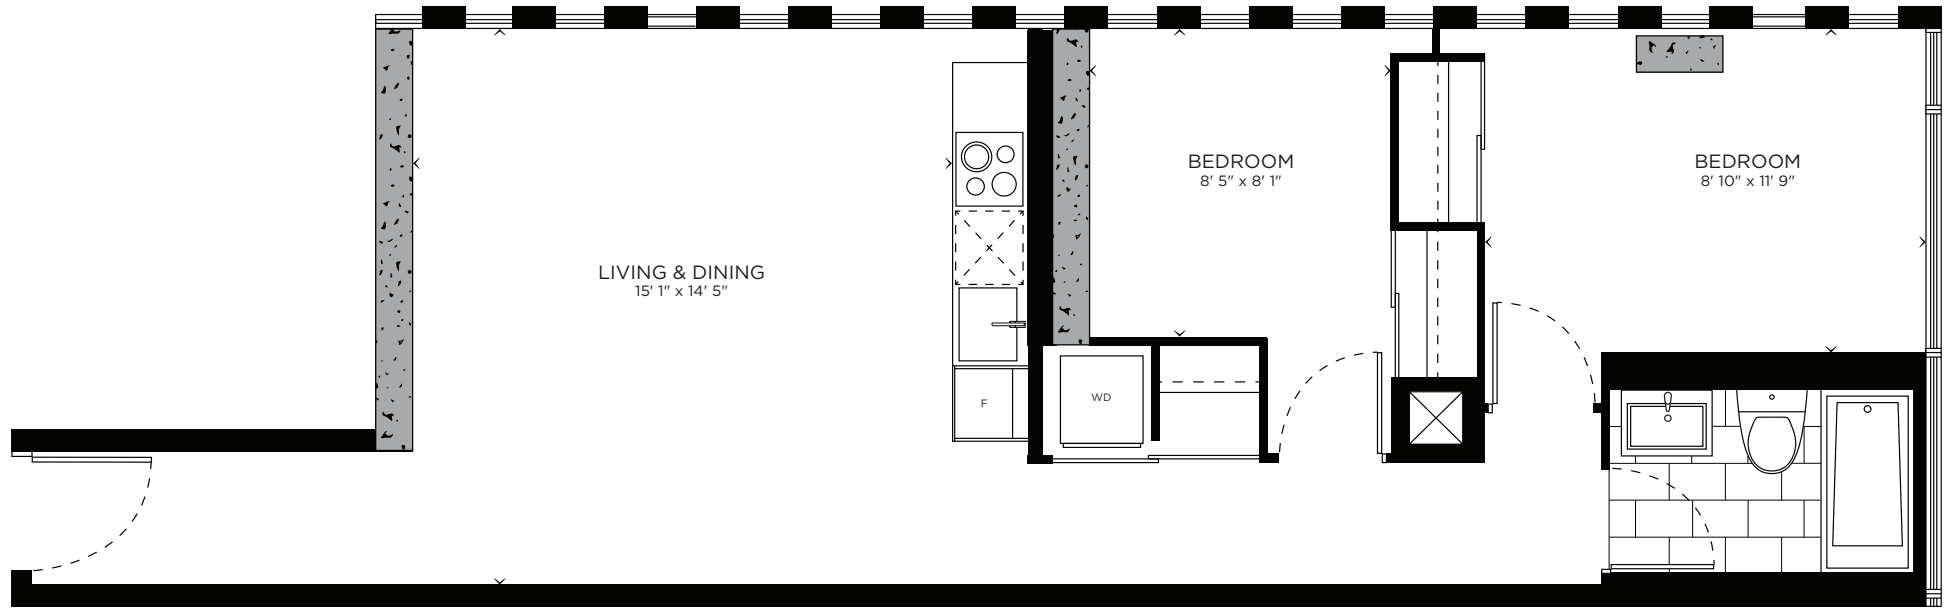 BEDROOM
8' 5" x 8' 1"
BEDROOM
8' 10" x 11' 9"
LIVING & DINING
15' 1" x 14' 5"
F
WD